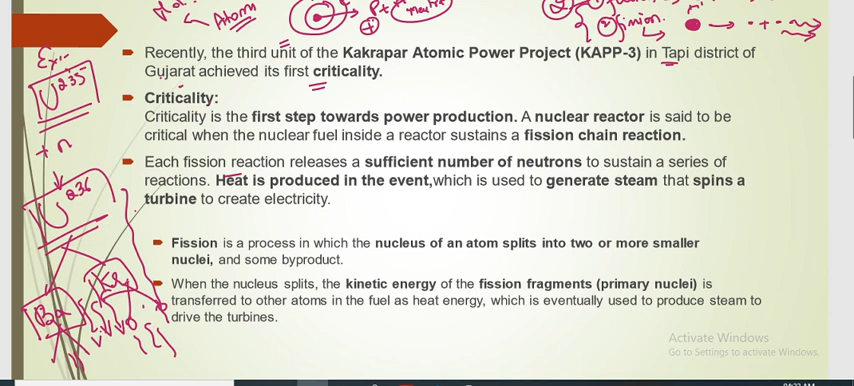 Atom
P+
fission.
Recently, the third unit of the Kakrapar Atomic Power Project (KAPP-3) in Tapi district of
Gujarat achieved its first criticality.
Ex:-
U235
+ n
U236
Kr
Ba
Criticality:
Criticality is the first step towards power production. A nuclear reactor is said to be
critical when the nuclear fuel inside a reactor sustains a fission chain reaction.
Each fission reaction releases a sufficient number of neutrons to sustain a series of
reactions. Heat is produced in the event,which is used to generate steam that spins a
turbine to create electricity.
Fission is a process in which the nucleus of an atom splits into two or more smaller
nuclei, and some byproduct.
When the nucleus splits, the kinetic energy of the fission fragments (primary nuclei) is
transferred to other atoms in the fuel as heat energy, which is eventually used to produce steam to
drive the turbines.
Activate Windows
Go to Settings to activate Windows.